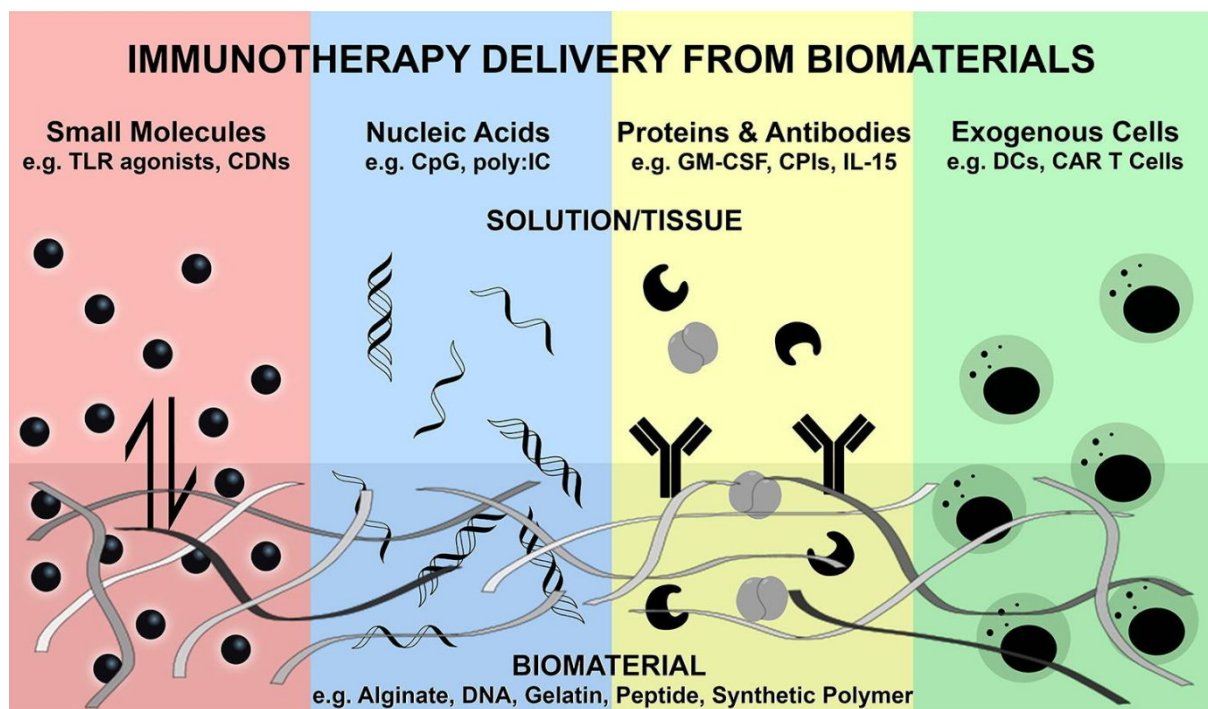 IMMUNOTHERAPY DELIVERY FROM BIOMATERIALS
Small Molecules
e.g. TLR agonists, CDNs
Nucleic Acids
e.g. CpG, poly:IC
Proteins & Antibodies
e.g. GM-CSF, CPIs, IL-15
Exogenous Cells
e.g. DCs, CAR T Cells
SOLUTION/TISSUE
BIOMATERIAL
e.g. Alginate, DNA, Gelatin, Peptide, Synthetic Polymer